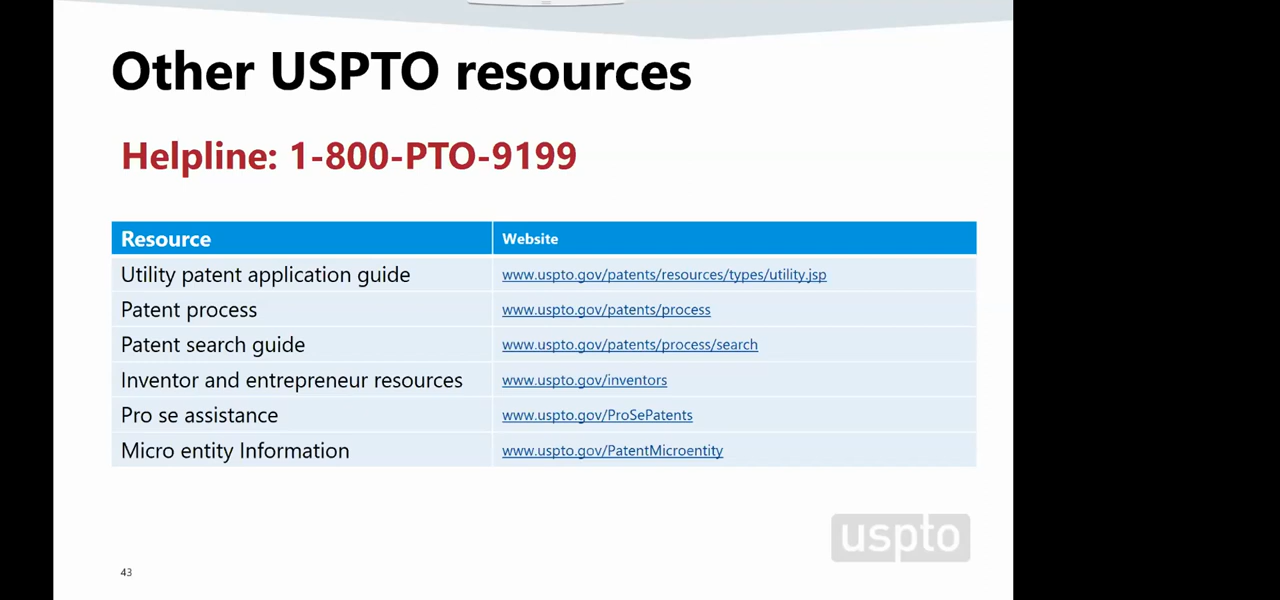 Other USPTO resources
Helpline: 1-800-PTO-9199
Resource Website
Utility patent application guide www.uspto.gov/patents/resources/types/utility.jsp
Patent process www.uspto.gov/patents/process
Patent search guide www.uspto.gov/patents/process/search
Inventor and entrepreneur resources www.uspto.gov/inventors
Pro se assistance www.uspto.gov/ProSePatents
Micro entity Information www.uspto.gov/PatentMicroentity
uspto
43